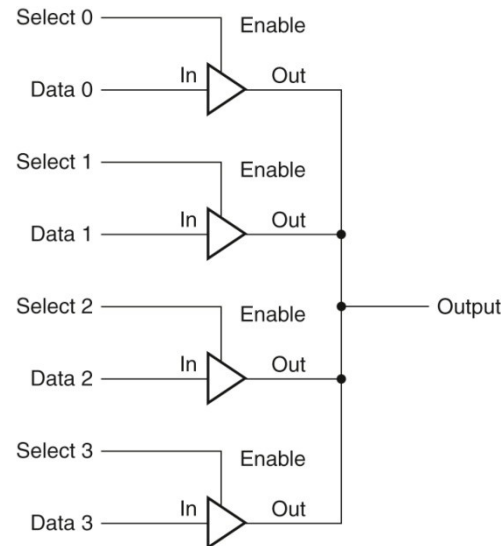 Select 0
Enable
In
Out
Data 0
Select 1
Enable
In
Out
Data 1
Select 2
Enable
Output
In
Out
Data 2
Select 3
Enable
In
Out
Data 3